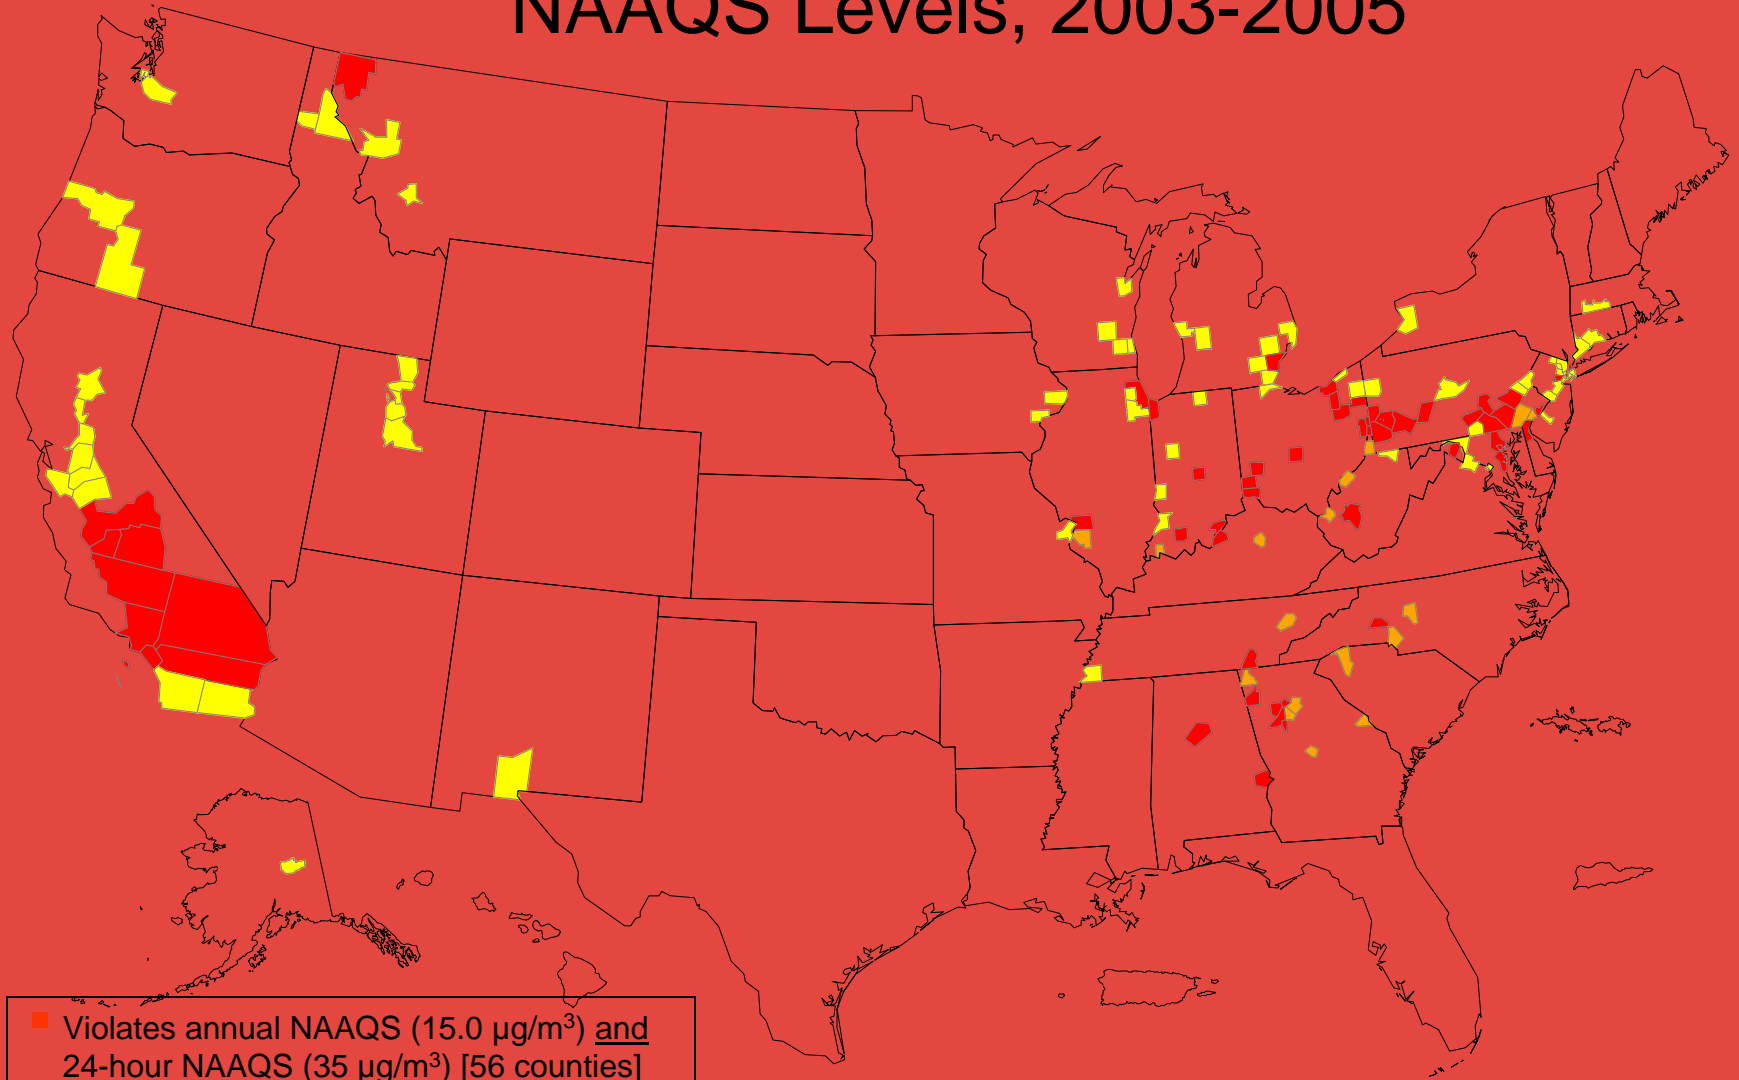 NAAQS Levels, 2003-2005
Violates annual NAAQS (15.0 µg/m³) and
24-hour NAAQS (35 µg/m³) [56 counties]